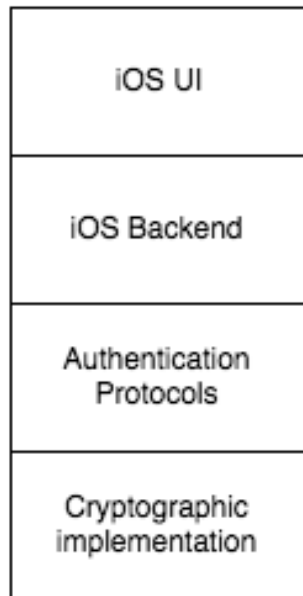 iOS UI
iOS Backend
Authentication
Protocols
Cryptographic
implementation